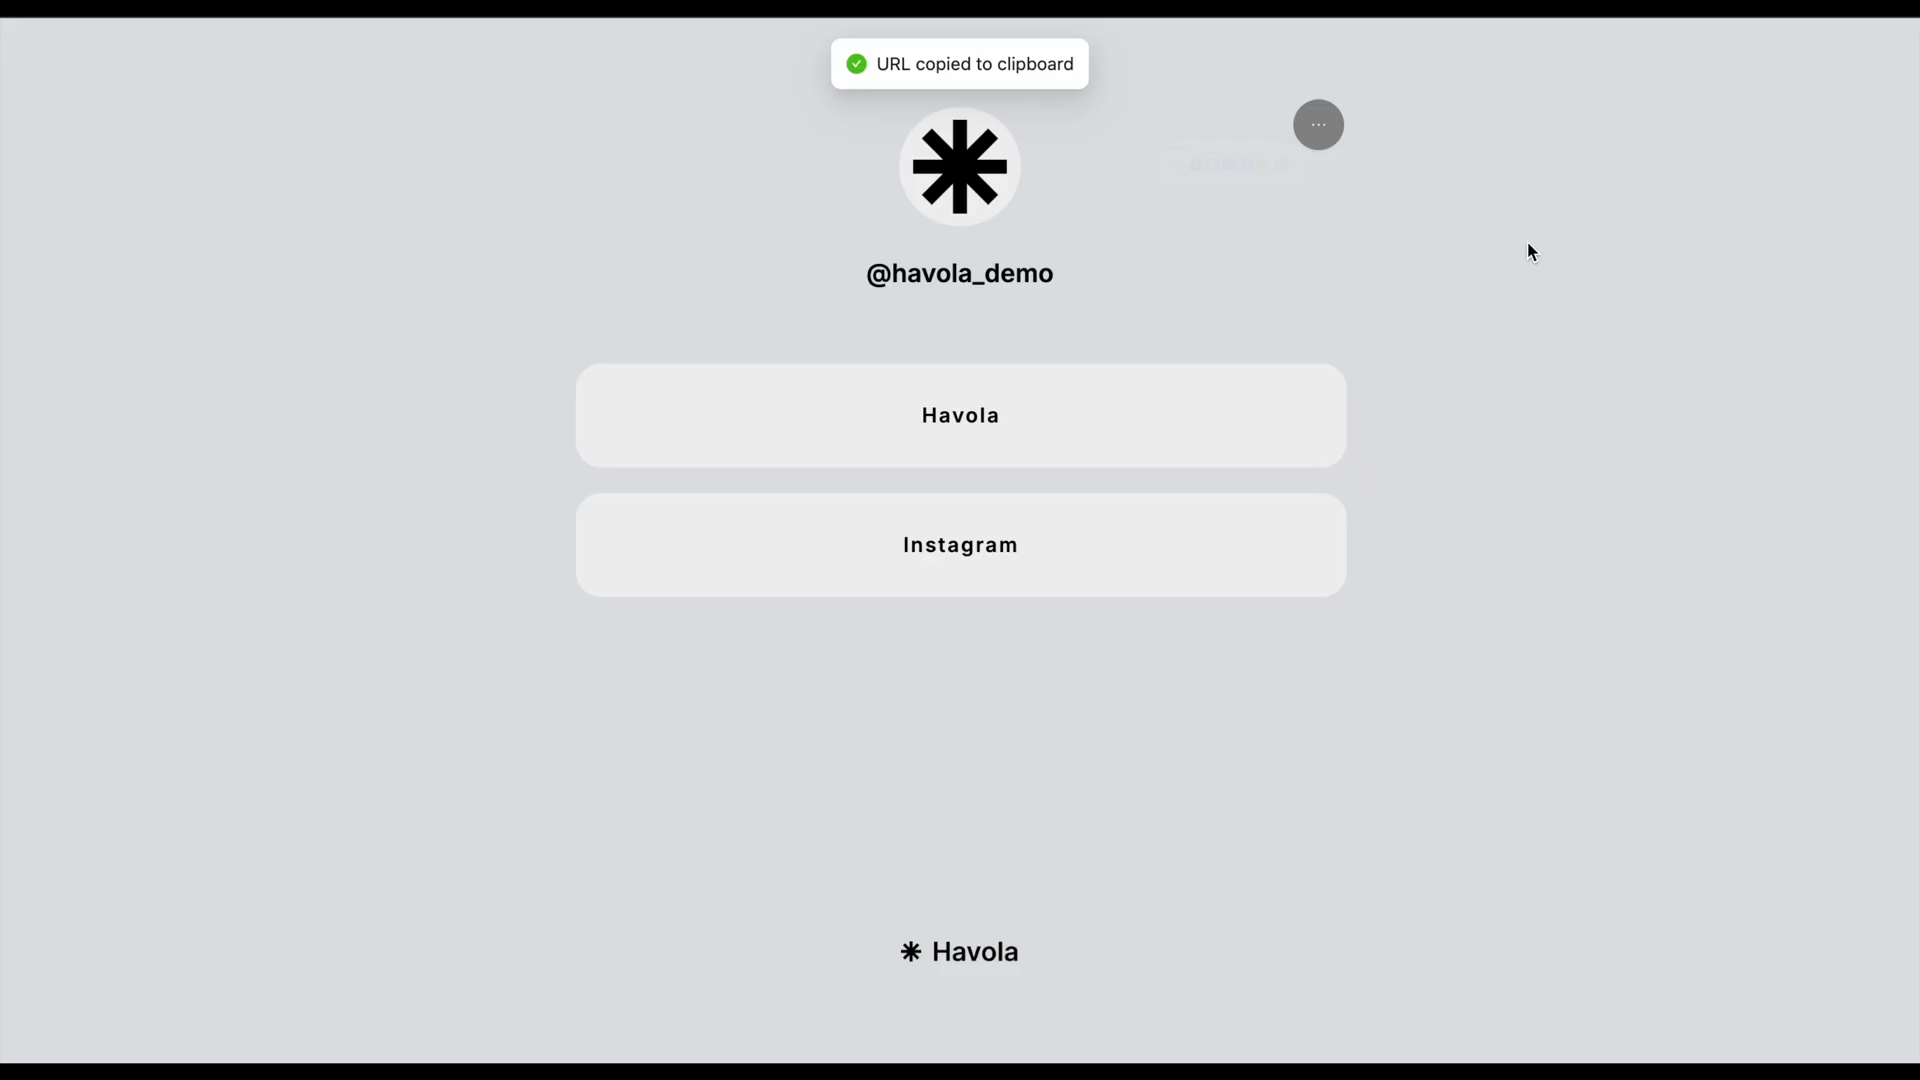 URL copied to clipboard
...
@havola_demo
Havola
Instagram
Havola